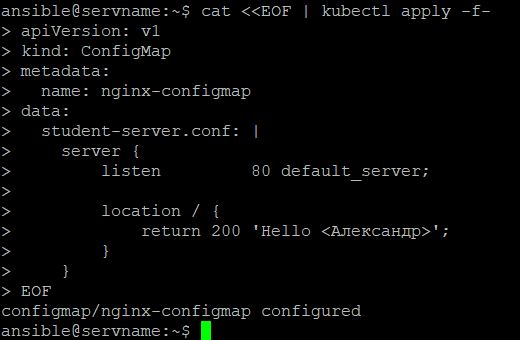 ansible@servname:~$ cat <<EOF | kubectl apply -f-
> apiVersion: v1
> kind: ConfigMap
> metadata:
>   name: nginx-configmap
> data:
>   student-server.conf: |
>     server {
>         listen         80 default_server;
>
>         location / {
>             return 200 'Hello <Александр>';
>         }
>     }
> EOF
configmap/nginx-configmap configured
ansible@servname:~$